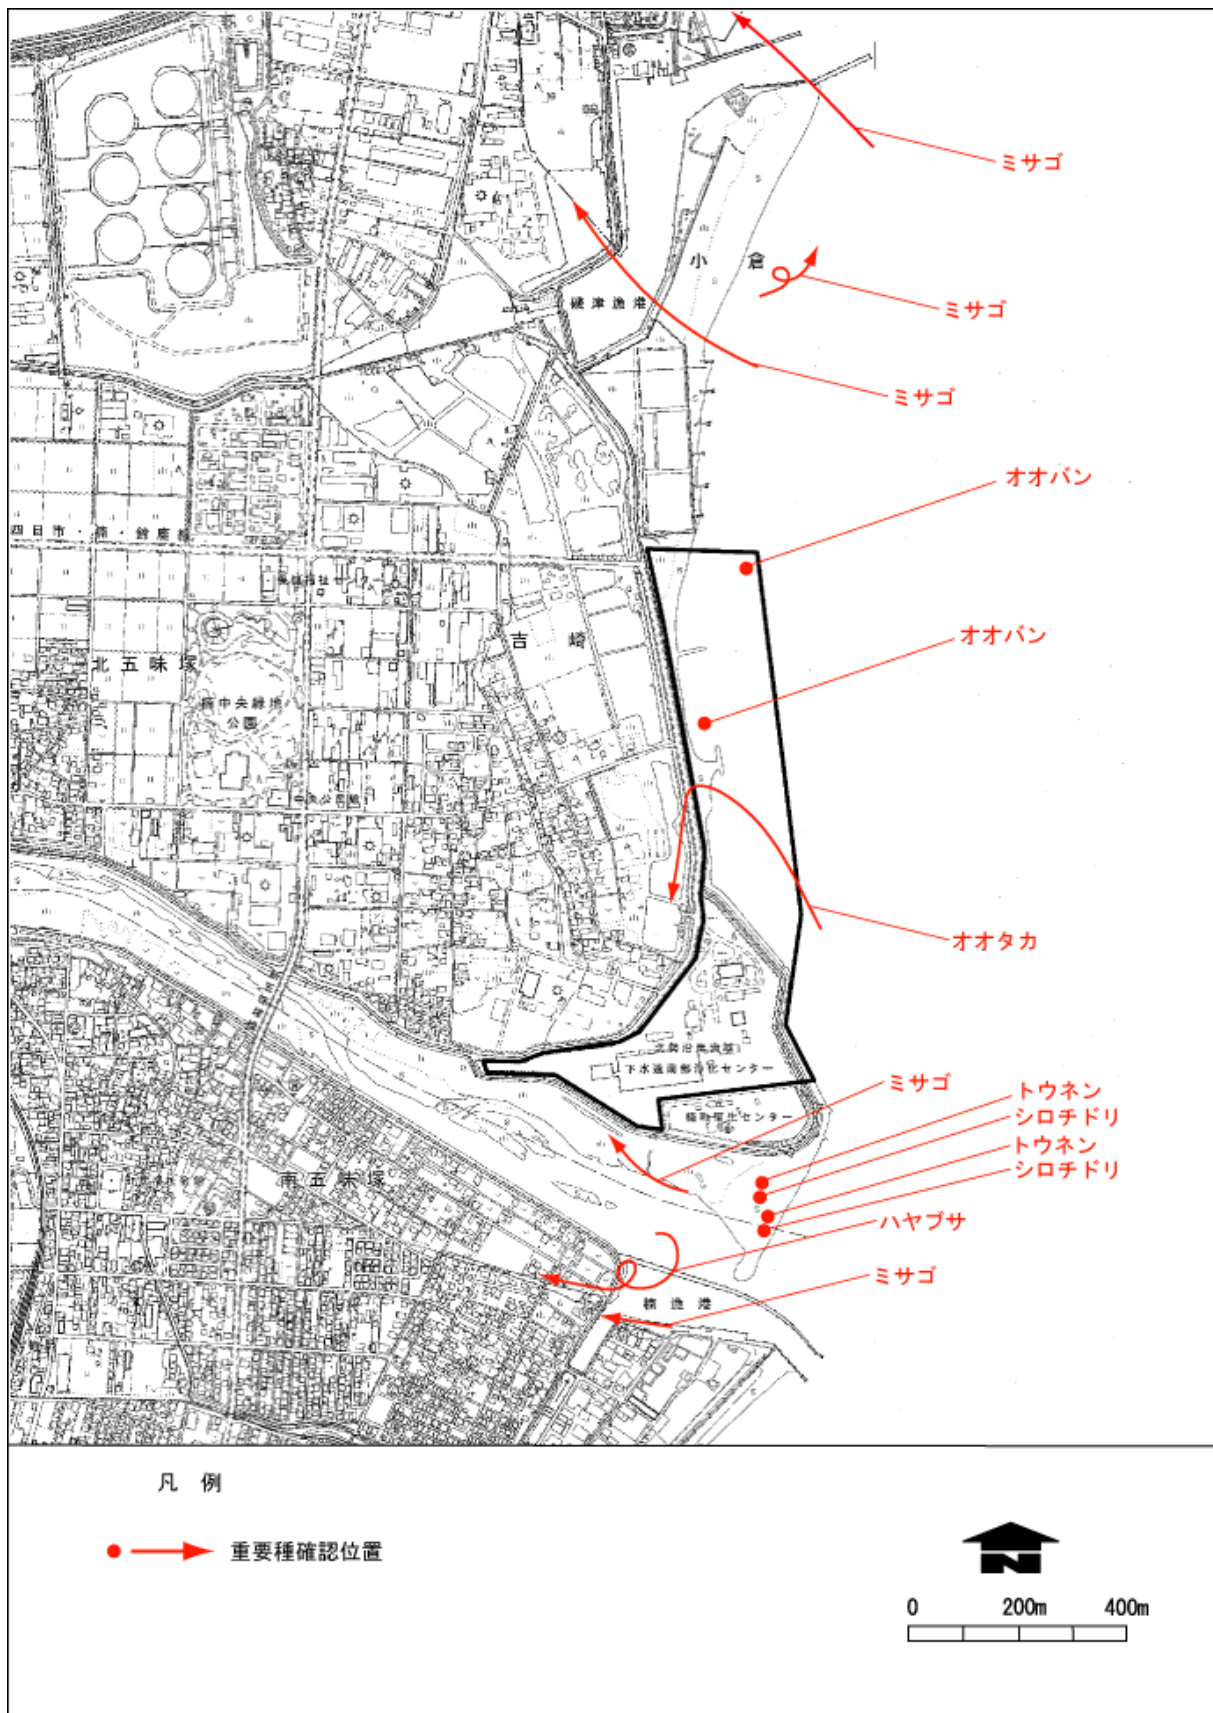 ミサゴ
小倉
ミサゴ
磯津漁港
ミサゴ
オオバン
四日市・楠・鈴鹿線
吉崎
オオバン
北五味塚
楠中央緑地
公園
オオタカ
下水道南部浄化センター
ミサゴ
トウネン
シロチドリ
トウネン
シロチドリ
南五味塚
ハヤブサ
ミサゴ
楠漁港
凡例
重要種確認位置
N
0 200m 400m